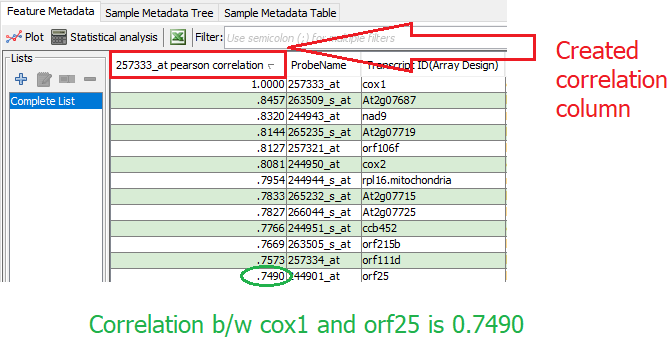 Feature Metadata Sample Metadata Tree Sample Metadata Table
Plot Statistical analysis Filter: Use semicolon (;) for multiple filters
Lists
Complete List
257333_at pearson correlation ProbeName Transcript ID(Array Design)
1.0000 257333_at cox1
.8457 263509_s_at At2g07687
.8320 244943_at nad9
.8144 265235_s_at At2g07719
.8127 257321_at orf106f
.8081 244950_at cox2
.7954 244944_s_at rpl16.mitochondria
.7833 265232_s_at At2g07715
.7827 266044_s_at At2g07725
.7766 244951_s_at ccb452
.7669 263505_s_at orf215b
.7573 257334_at orf111d
.7490 244901_at orf25
Created
correlation
column
Correlation b/w cox1 and orf25 is 0.7490